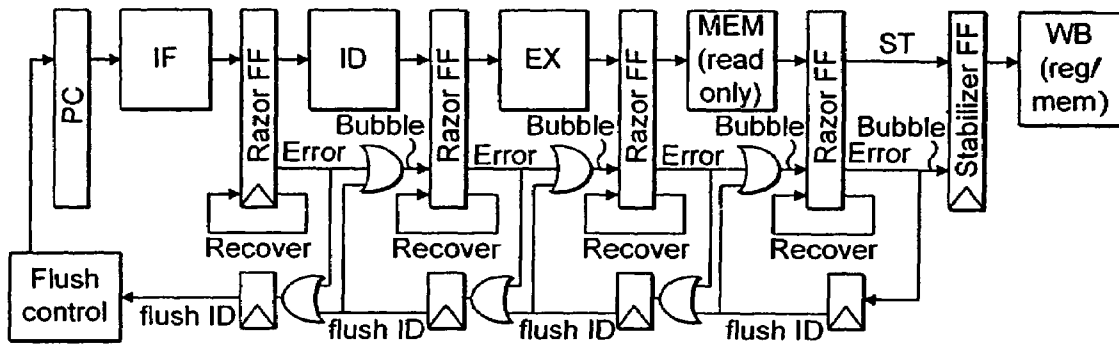 PC
IF
Razor FF
ID
Razor FF
EX
Razor FF
MEM
(read
only)
Razor FF
ST
Stabilizer FF
WB
(reg/
mem)
Error
Bubble
Error
Bubble
Error
Bubble
Bubble
Error
Recover
Recover
Recover
Recover
Flush
control
flush ID
flush ID
flush ID
flush ID